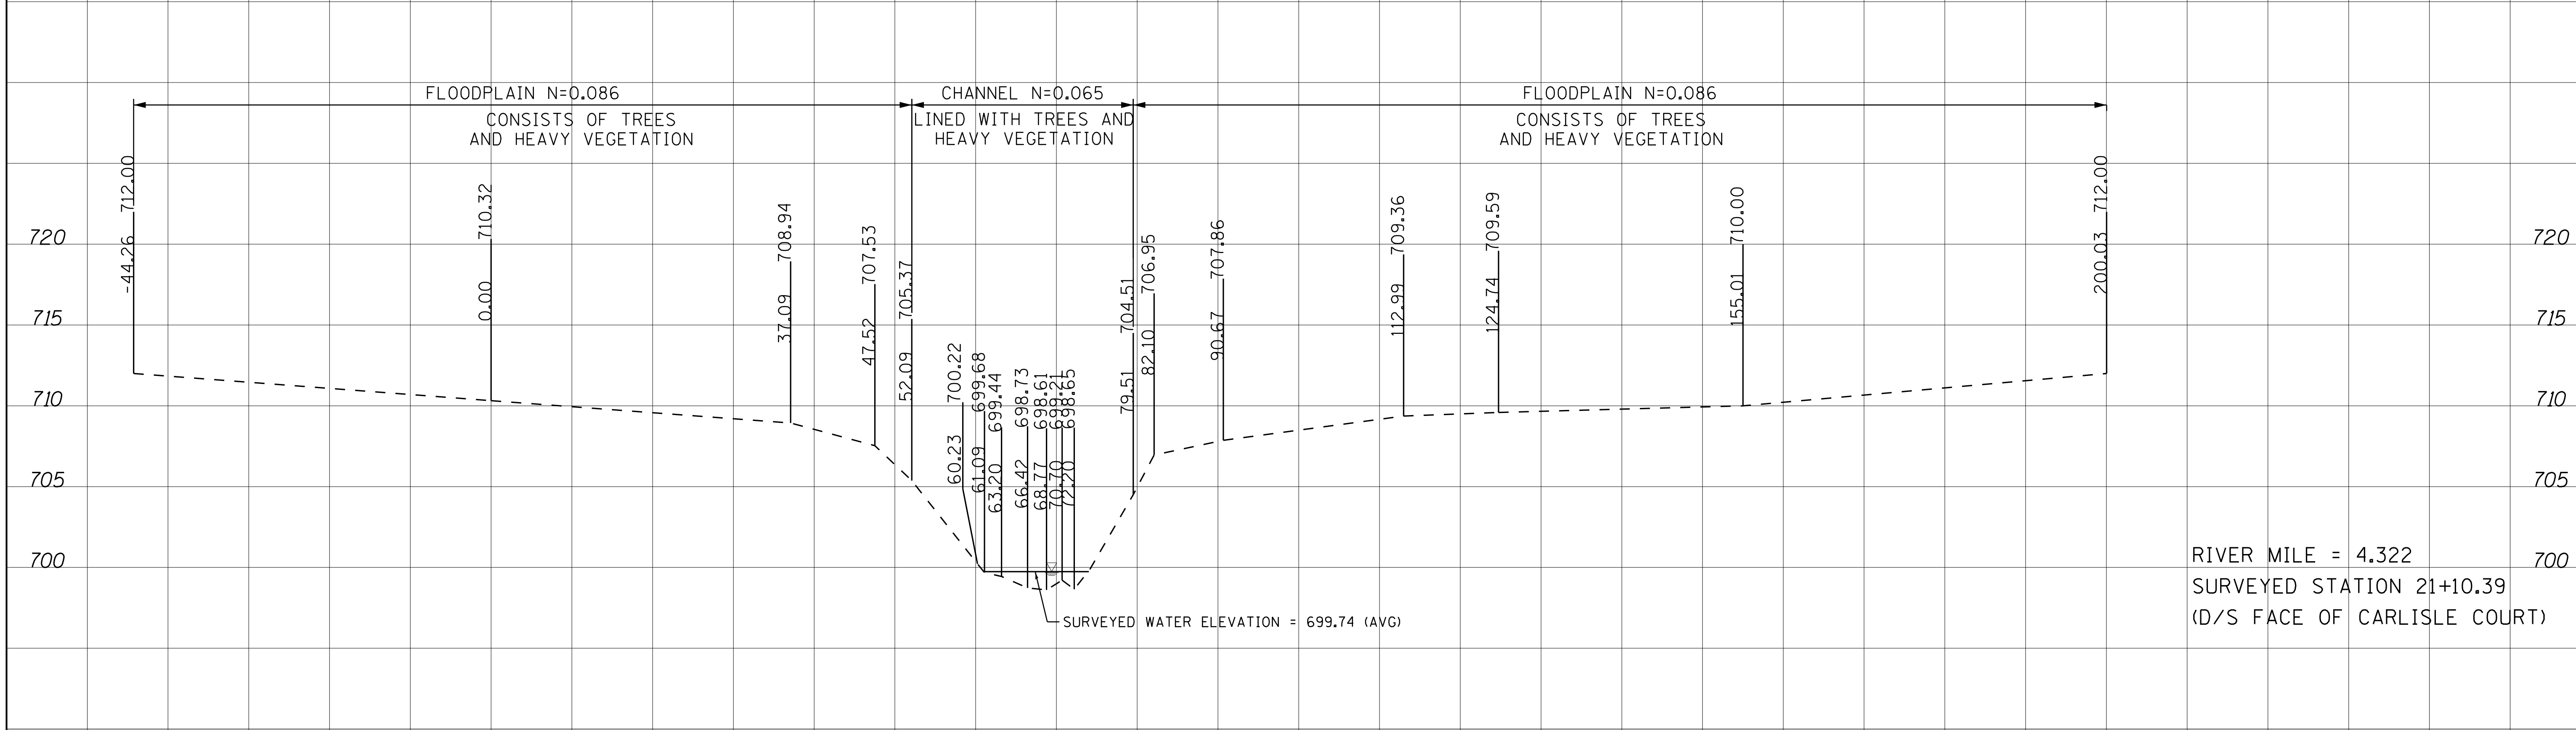 FLOODPLAIN N=0.086
CONSISTS OF TREES
AND HEAVY VEGETATION
CHANNEL N=0.065
LINED WITH TREES AND
HEAVY VEGETATION
FLOODPLAIN N=0.086
CONSISTS OF TREES
AND HEAVY VEGETATION
720
715
710
705
700
-44.26 712.00
0.00 710.32
37.09 708.94
47.52 707.53
52.09 705.37
60.23 700.22
61.09 699.68
63.20 699.44
66.42 698.73
68.77 698.61
70.70 699.21
72.20 698.65
79.51 704.51
82.10 706.95
90.67 707.86
112.99 709.36
124.74 709.59
155.01 710.00
200.03 712.00
720
715
710
705
700
SURVEYED WATER ELEVATION = 699.74 (AVG)
RIVER MILE = 4.322
SURVEYED STATION 21+10.39
(D/S FACE OF CARLISLE COURT)